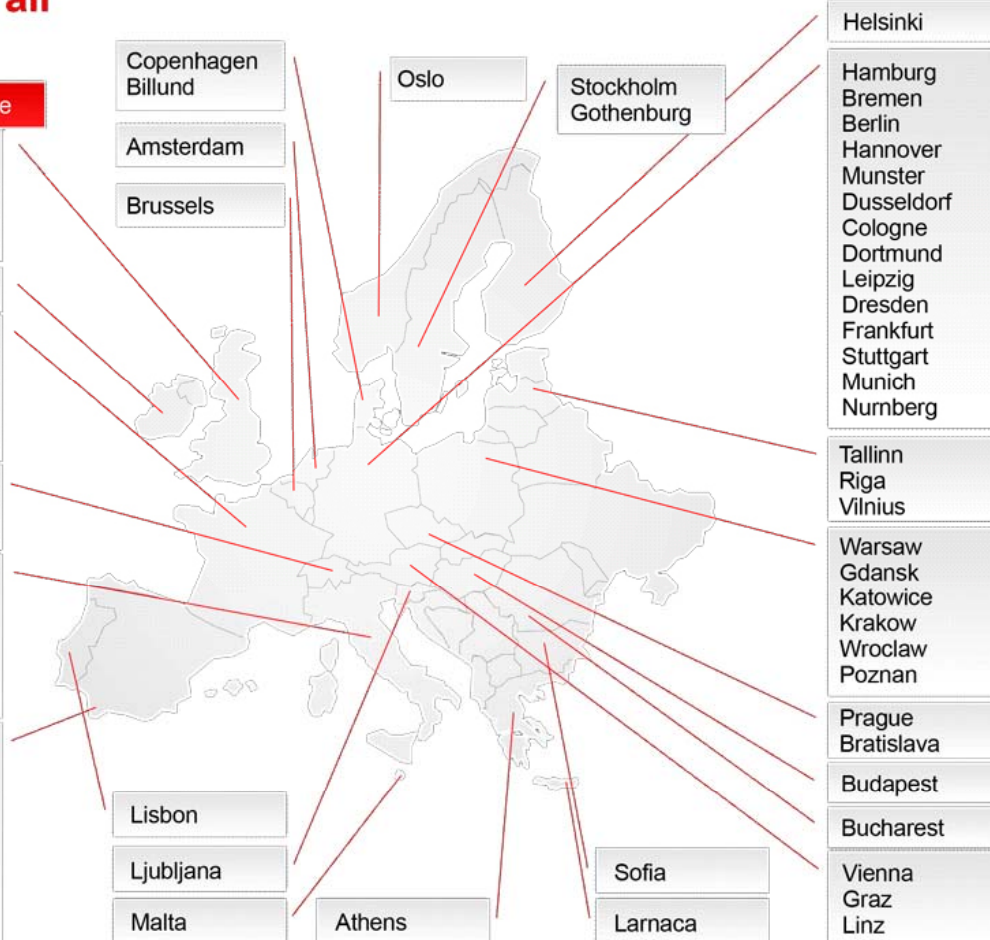 Copenhagen
Billund
Amsterdam
Brussels
Oslo
Stockholm
Gothenburg
Helsinki
Hamburg
Bremen
Berlin
Hannover
Munster
Dusseldorf
Cologne
Dortmund
Leipzig
Dresden
Frankfurt
Stuttgart
Munich
Nurnberg
Tallinn
Riga
Vilnius
Warsaw
Gdansk
Katowice
Krakow
Wroclaw
Poznan
Prague
Bratislava
Budapest
Bucharest
Vienna
Graz
Linz
Lisbon
Ljubljana
Malta
Athens
Sofia
Larnaca